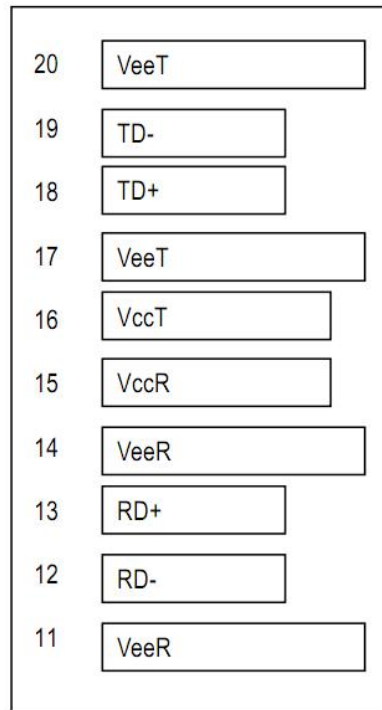 20 VeeT
19 TD-
18 TD+
17 VeeT
16 VccT
15 VccR
14 VeeR
13 RD+
12 RD-
11 VeeR